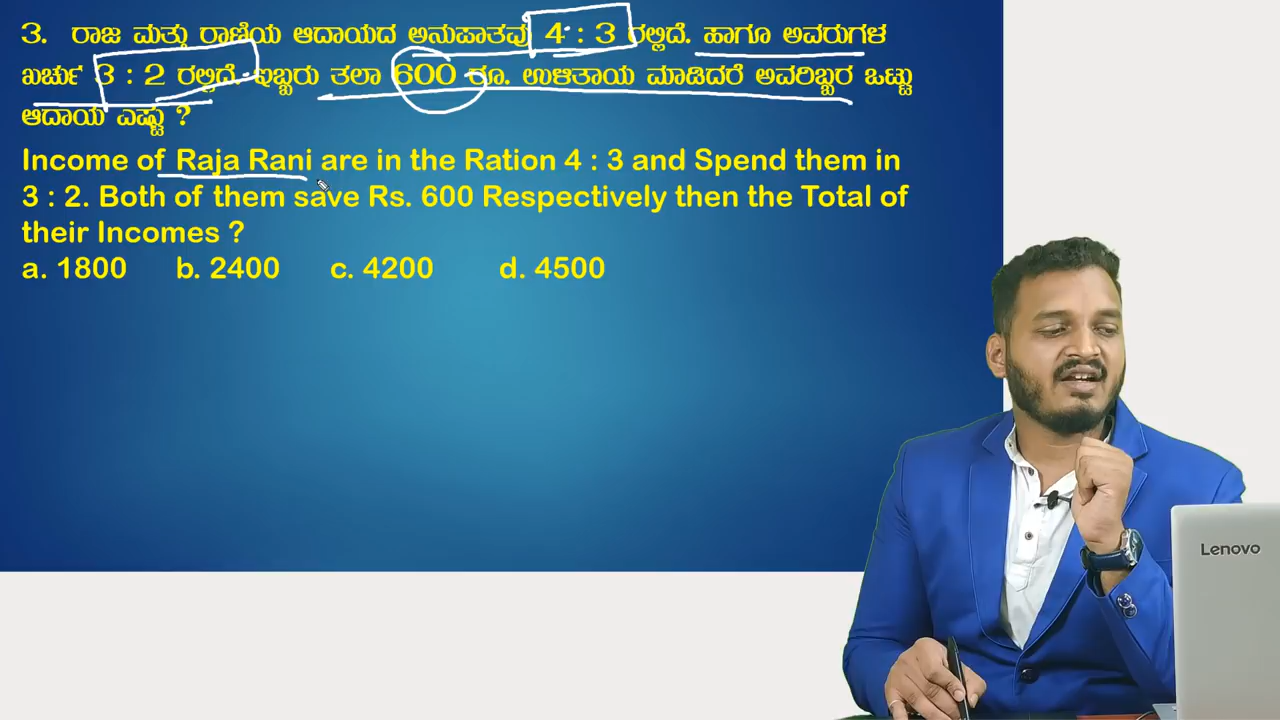 3. ರಾಜ ಮತ್ತು ರಾಣಿಯ ಆದಾಯದ ಅನುಪಾತವು 4 : 3 ರಲ್ಲಿದೆ. ಹಾಗೂ ಅವರುಗಳ
ಖರ್ಚು 3 : 2 ರಲ್ಲಿದೆ. ಇಬ್ಬರು ತಲಾ 600 ರೂ. ಉಳಿತಾಯ ಮಾಡಿದರೆ ಅವರಿಬ್ಬರ ಒಟ್ಟು
ಆದಾಯ ಎಷ್ಟು ?
Income of Raja Rani are in the Ration 4 : 3 and Spend them in
3 : 2. Both of them save Rs. 600 Respectively then the Total of
their Incomes ?
a. 1800 b. 2400 c. 4200 d. 4500
Lenovo